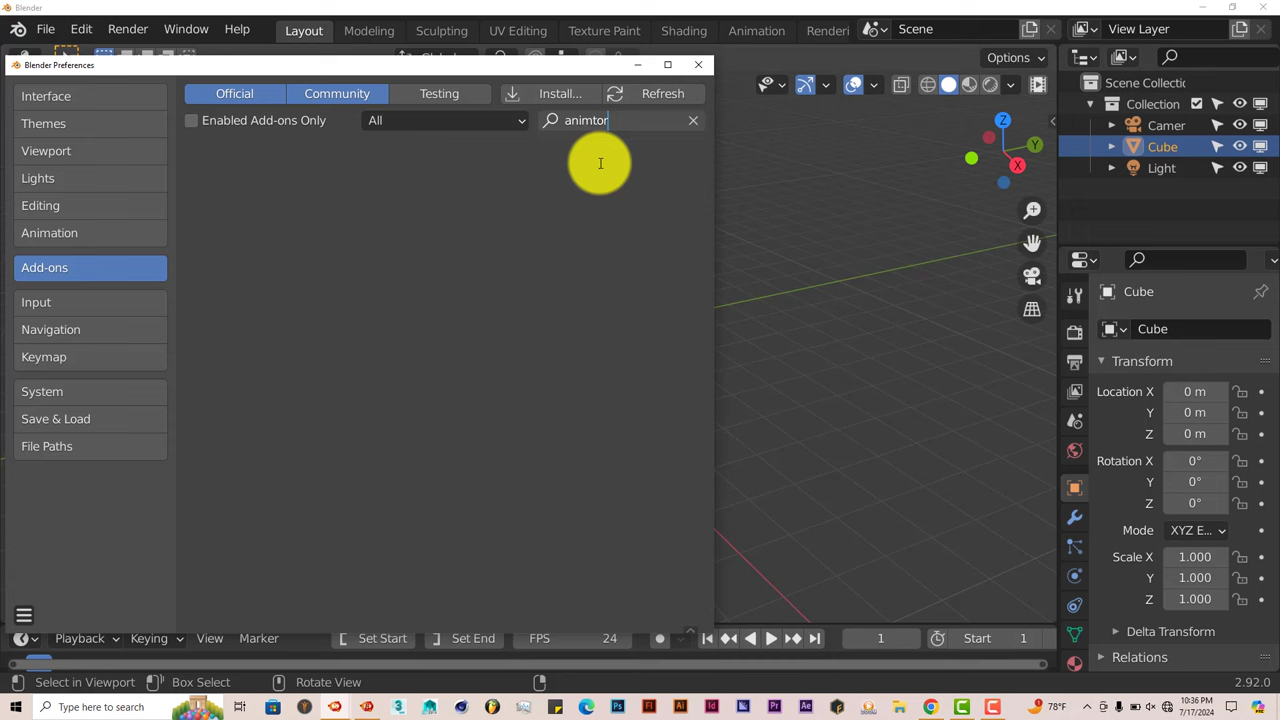 Blender
File Edit Render Window Help Layout Modeling Sculpting UV Editing Texture Paint Shading Animation Renderi Scene View Layer
Global
Options
Blender Preferences
Interface
Themes
Viewport
Lights
Editing
Animation
Add-ons
Input
Navigation
Keymap
System
Save & Load
File Paths
Official Community Testing Install... Refresh
Enabled Add-ons Only All animtor
Z
Y
X
Scene Collectic
Collection
Camer
Cube
Light
Cube
Cube
Transform
Location X 0 m
Y 0 m
Z 0 m
Rotation X 0°
Y 0°
Z 0°
Mode XYZ E...
Scale X 1.000
Y 1.000
Z 1.000
Delta Transform
Relations
Playback Keying View Marker [ Set Start ] Set End FPS 24 1 Start 1
Select in Viewport Box Select Rotate View 2.92.0
Type here to search
78°F
10:36 PM
7/17/2024